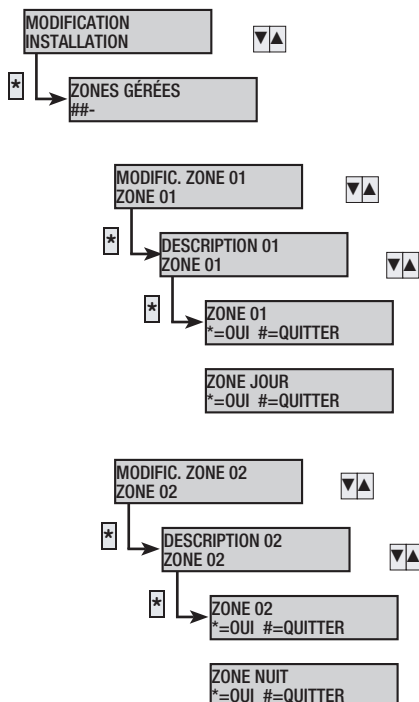 MODIFICATION
INSTALLATION
▼▲
*
ZONES GÉRÉES
##-
MODIFIC. ZONE 01
ZONE 01
▼▲
*
DESCRIPTION 01
ZONE 01
▼▲
*
ZONE 01
*=OUI #=QUITTER
ZONE JOUR
*=OUI #=QUITTER
MODIFIC. ZONE 02
ZONE 02
▼▲
*
DESCRIPTION 02
ZONE 02
▼▲
*
ZONE 02
*=OUI #=QUITTER
ZONE NUIT
*=OUI #=QUITTER